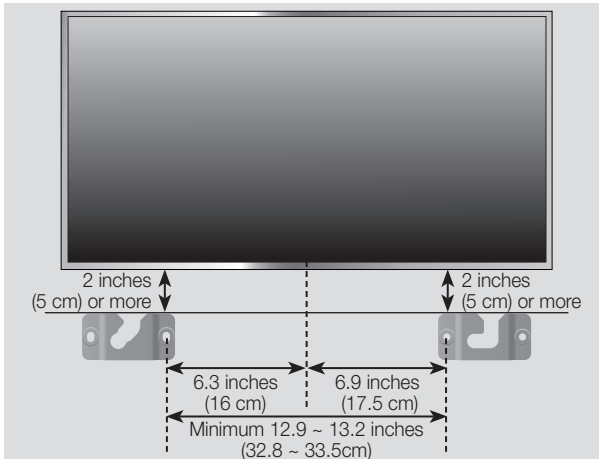 2 inches
(5 cm) or more
2 inches
(5 cm) or more
6.3 inches
(16 cm)
6.9 inches
(17.5 cm)
Minimum 12.9 ~ 13.2 inches
(32.8 ~ 33.5cm)